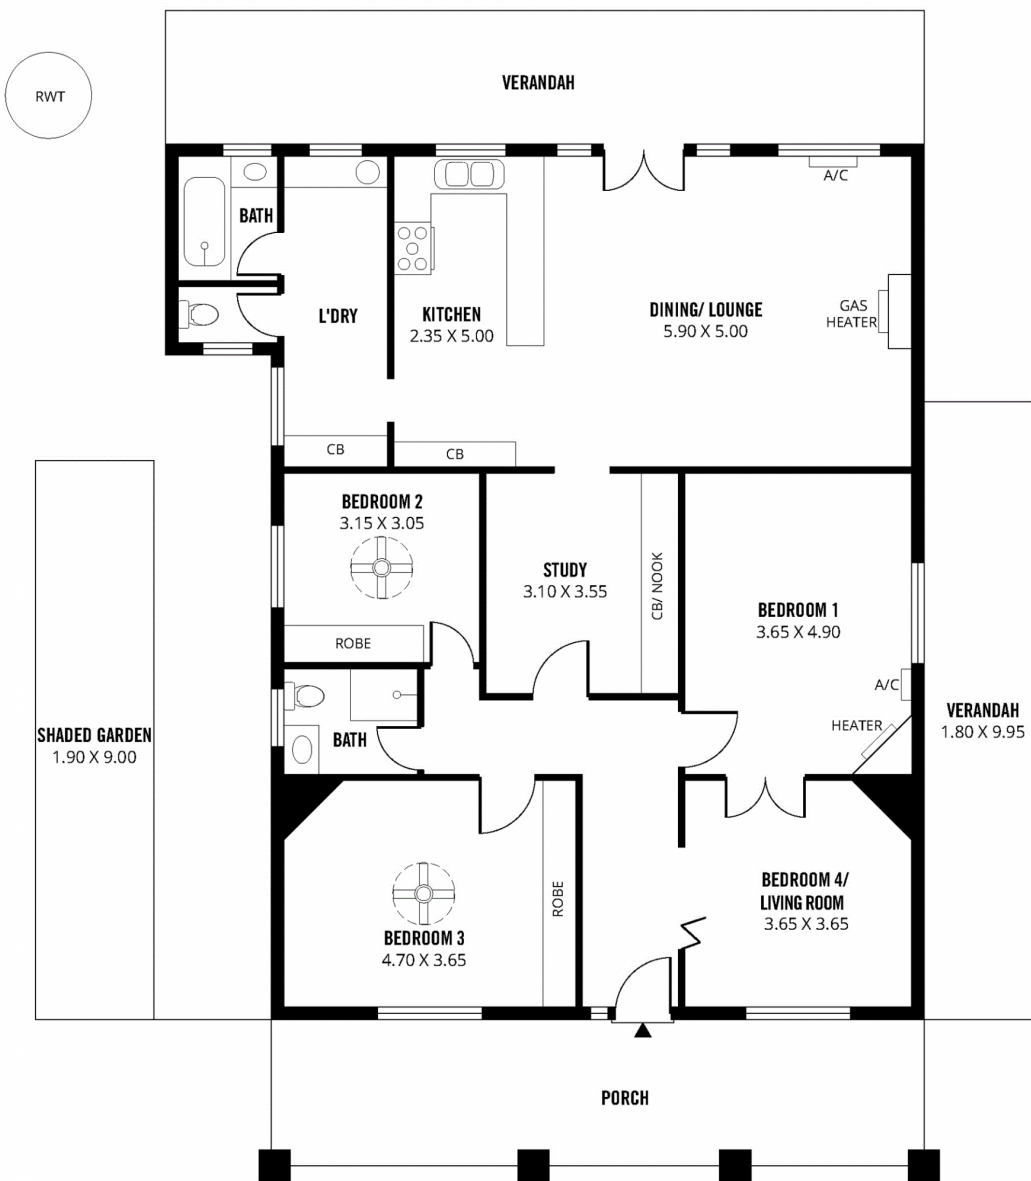 VERANDAH
RWT
A/C
BATH
GAS
HEATER
L'DRY
KITCHEN
2.35 X 5.00
DINING/ LOUNGE
5.90 X 5.00
CB
CB
BEDROOM 2
3.15 X 3.05
STUDY
3.10 X 3.55
CB/ NOOK
BEDROOM 1
3.65 X 4.90
ROBE
A/C
HEATER
VERANDAH
1.80 X 9.95
SHADED GARDEN
1.90 X 9.00
BATH
BEDROOM 4/
LIVING ROOM
3.65 X 3.65
ROBE
BEDROOM 3
4.70 X 3.65
PORCH